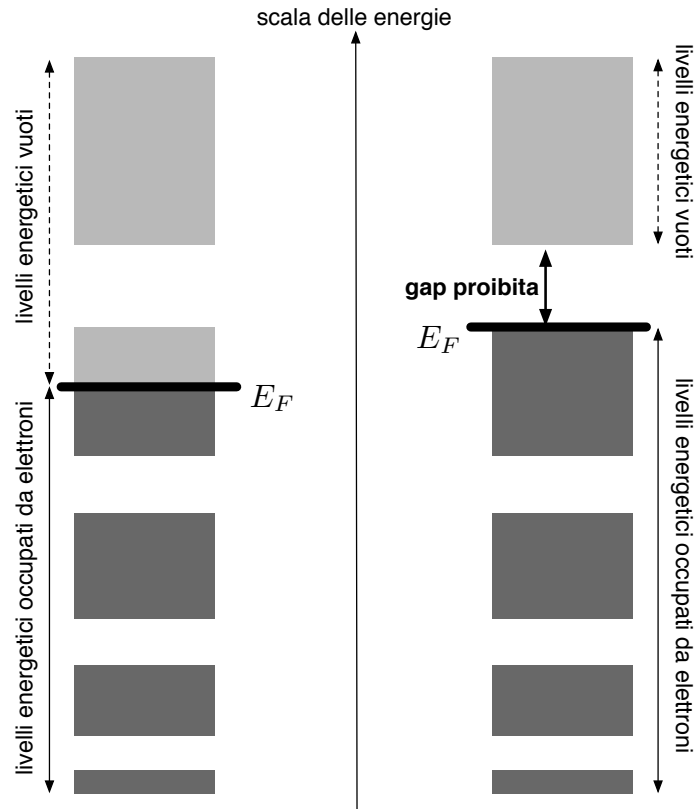 scala delle energie
livelli energetici vuoti
livelli energetici occupati da elettroni
E_F
gap proibita
E_F
livelli energetici vuoti
livelli energetici occupati da elettroni